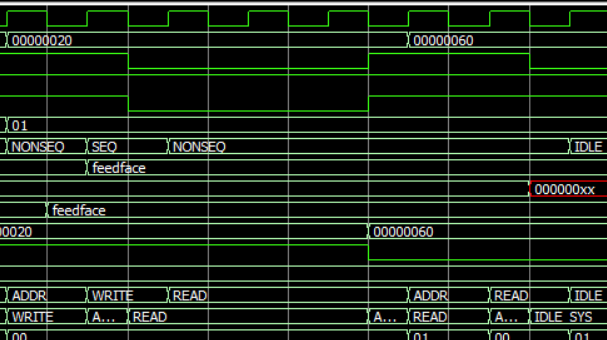 00000020 00000060
01
NONSEQ SEQ NONSEQ IDLE
feedface
000000xx
feedface
0020 00000060
ADDR WRITE READ ADDR READ IDLE
WRITE A... READ A... READ A... IDLE SYS
00 01 00 01